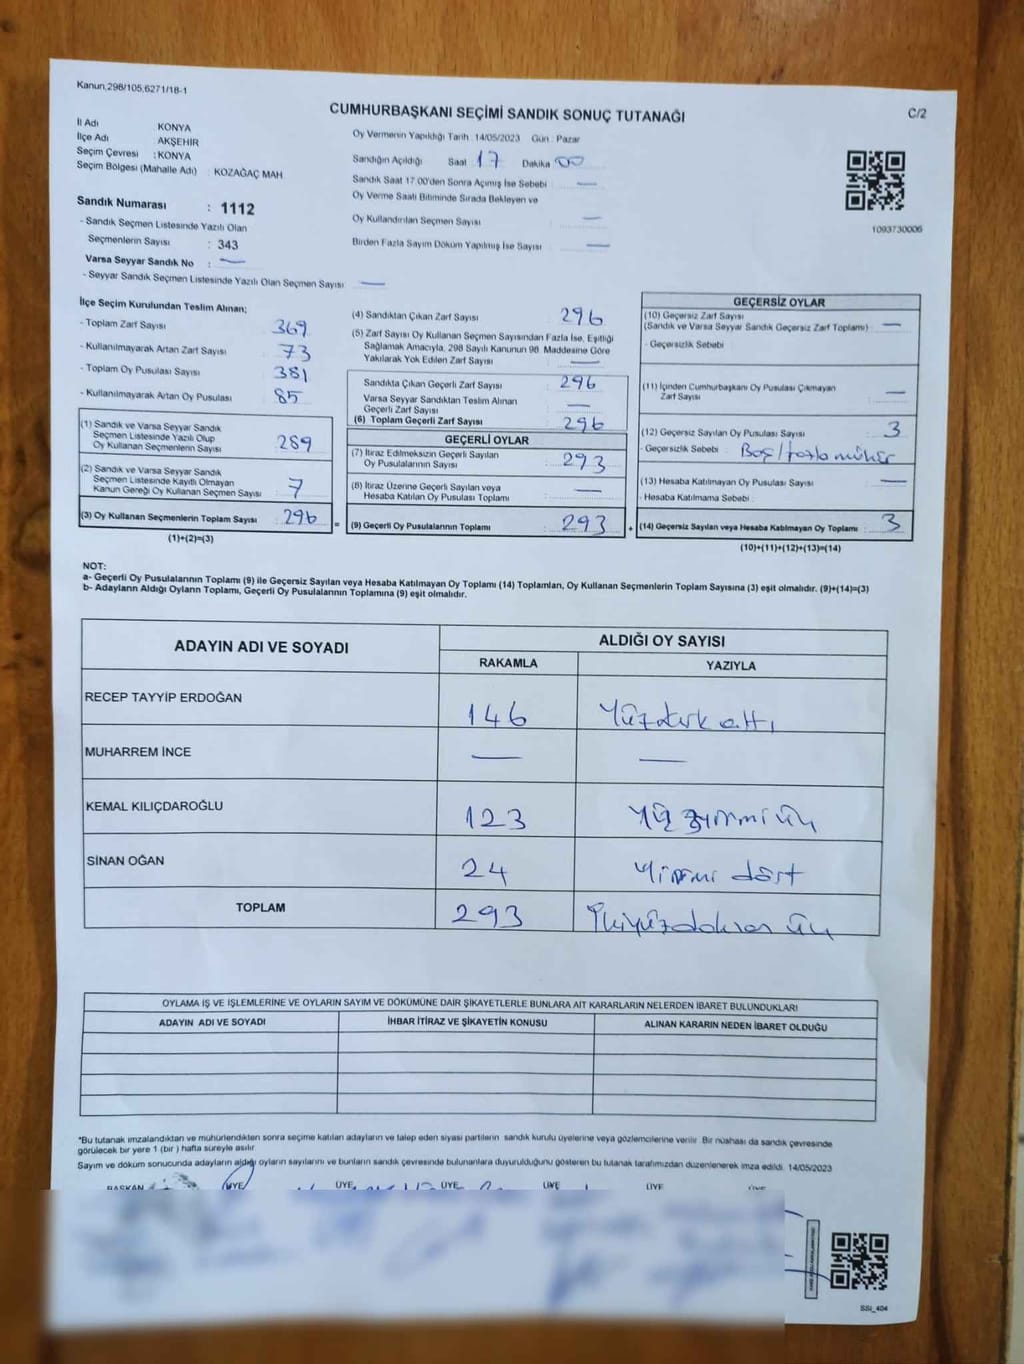 Kanun,298/105,6271/18-1
C/2
CUMHURBAŞKANI SEÇİMİ SANDIK SONUÇ TUTANAĞI
İl Adı KONYA
İlçe Adı AKŞEHİR
Seçim Çevresi : KONYA
Seçim Bölgesi (Mahalle Adı) : KOZAĞAÇ MAH
Sandık Numarası : 1112
- Sandık Seçmen Listesinde Yazılı Olan
Seçmenlerin Sayısı : 343
Varsa Seyyar Sandık No : —
- Seyyar Sandık Seçmen Listesinde Yazılı Olan Seçmen Sayısı : —
Oy Vermenin Yapıldığı Tarih : 14/05/2023 Gün : Pazar
Sandığın Açıldığı Saat 17 Dakika 00
Sandık Saat 17.00'den Sonra Açımış İse Sebebi : —
Oy Verme Saati Bitiminde Sırada Bekleyen ve
Oy Kullandırılan Seçmen Sayısı : —
Birden Fazla Sayım Döküm Yapılmış İse Sayısı : —
1093730006
İlçe Seçim Kurulundan Teslim Alınan;
- Toplam Zarf Sayısı : 369
- Kullanılmayarak Artan Zarf Sayısı : 73
- Toplam Oy Pusulası Sayısı : 381
- Kullanılmayarak Artan Oy Pusulası : 85
(1) Sandık ve Varsa Seyyar Sandık
Seçmen Listesinde Yazılı Olup
Oy Kullanan Seçmenlerin Sayısı : 289
(2) Sandık ve Varsa Seyyar Sandık
Seçmen Listesinde Kayıtlı Olmayan
Kanun Gereği Oy Kullanan Seçmen Sayısı : 7
(3) Oy Kullanan Seçmenlerin Toplam Sayısı : 296
(1)+(2)=(3)
(4) Sandıktan Çıkan Zarf Sayısı : 296
(5) Zarf Sayısı Oy Kullanan Seçmen Sayısından Fazla İse, Eşitliği
Sağlamak Amacıyla, 298 Sayılı Kanunun 98. Maddesine Göre
Yakılarak Yok Edilen Zarf Sayısı : —
Sandıkta Çıkan Geçerli Zarf Sayısı : 296
Varsa Seyyar Sandıktan Teslim Alınan
Geçerli Zarf Sayısı : —
(6) Toplam Geçerli Zarf Sayısı : 296
GEÇERLİ OYLAR
(7) İtiraz Edilmeksizin Geçerli Sayılan
Oy Pusulalarının Sayısı : 293
(8) İtiraz Üzerine Geçerli Sayılan veya
Hesaba Katılan Oy Pusulası Toplamı : —
= (9) Geçerli Oy Pusulalarının Toplamı : 293
GEÇERSİZ OYLAR
(10) Geçersiz Zarf Sayısı
(Sandık ve Varsa Seyyar Sandık Geçersiz Zarf Toplamı) : —
- Geçersizlik Sebebi :
(11) İçinden Cumhurbaşkanı Oy Pusulası Çıkmayan
Zarf Sayısı : —
(12) Geçersiz Sayılan Oy Pusulası Sayısı : 3
- Geçersizlik Sebebi : Boş/fazla mühür
(13) Hesaba Katılmayan Oy Pusulası Sayısı : —
- Hesaba Katılmama Sebebi :
+ (14) Geçersiz Sayılan veya Hesaba Katılmayan Oy Toplamı : 3
(10)+(11)+(12)+(13)=(14)
NOT:
a- Geçerli Oy Pusulalarının Toplamı (9) ile Geçersiz Sayılan veya Hesaba Katılmayan Oy Toplamı (14) Toplamları, Oy Kullanan Seçmenlerin Toplam Sayısına (3) eşit olmalıdır. (9)+(14)=(3)
b- Adayların Aldığı Oyların Toplamı, Geçerli Oy Pusulalarının Toplamına (9) eşit olmalıdır.
ADAYIN ADI VE SOYADI ALDIĞI OY SAYISI
RAKAMLA YAZIYLA
RECEP TAYYİP ERDOĞAN 146 Yüzkırk altı
MUHARREM İNCE — —
KEMAL KILIÇDAROĞLU 123 Yüz yirmi üç
SİNAN OĞAN 24 Yirmi dört
TOPLAM 293 İkiyüzdoksan üç
OYLAMA İŞ VE İŞLEMLERİNE VE OYLARIN SAYIM VE DÖKÜMÜNE DAİR ŞİKAYETLERLE BUNLARA AİT KARARLARIN NELERDEN İBARET BULUNDUKLARI
ADAYIN ADI VE SOYADI İHBAR İTİRAZ VE ŞİKAYETİN KONUSU ALINAN KARARIN NEDEN İBARET OLDUĞU
*Bu tutanak imzalandıktan ve mühürlendikten sonra seçime katılan adayların ve talep eden siyasi partilerin sandık kurulu üyelerine veya gözlemcilerine verilir. Bir nüshası da sandık çevresinde
görülecek bir yere 1 (bir) hafta süreyle asılır.
Sayım ve döküm sonucunda adayların aldığı oyların sayılarını ve bunların sandık çevresinde bulunanlara duyurulduğunu gösteren bu tutanak tarafımızdan düzenlenerek imza edildi. 14/05/2023
BAŞKAN ÜYE ÜYE ÜYE ÜYE ÜYE ÜYE
SSI_404